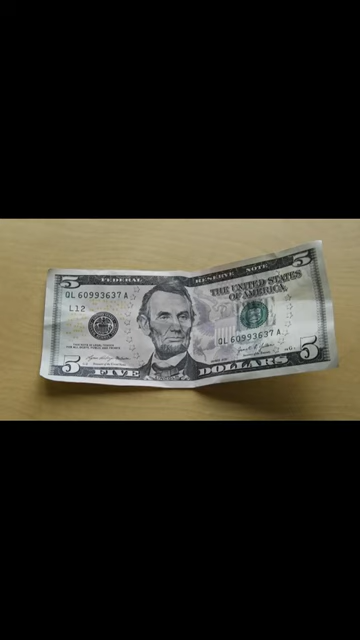 5 FEDERAL RESERVE NOTE 5
THE UNITED STATES
OF AMERICA
QL 60993637 A
L12
QL 60993637 A
5 FIVE DOLLARS 5